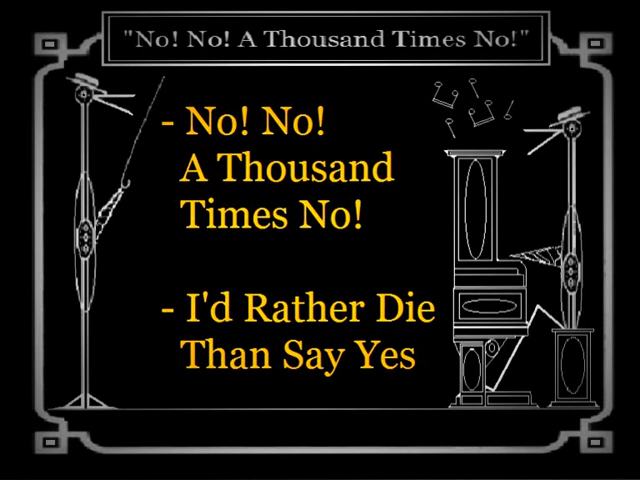 "No! No! A Thousand Times No!"
- No! No!
A Thousand
Times No!
- I'd Rather Die
Than Say Yes